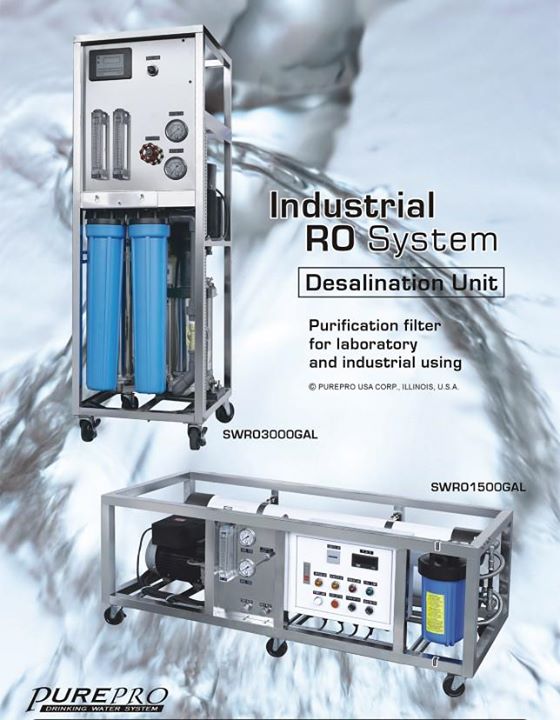 Industrial
RO System
Desalination Unit
Purification filter
for laboratory
and industrial using
© PUREPRO USA CORP., ILLINOIS, U.S.A.
SWRO3000GAL
SWRO1500GAL
PUREPRO
DRINKING WATER SYSTEM